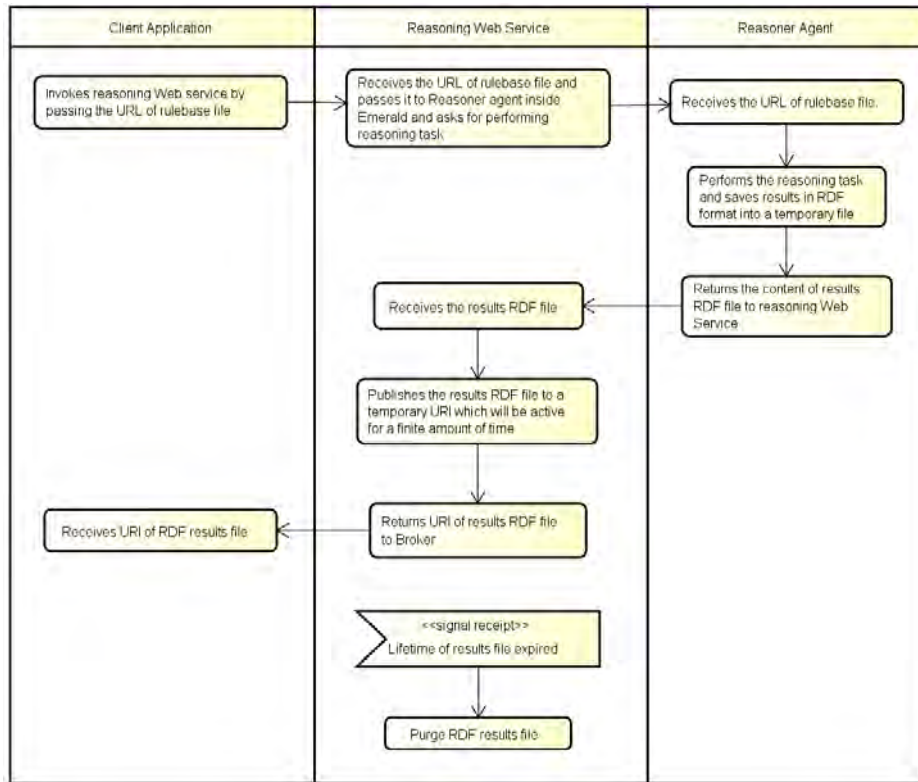 Client Application
Reasoning Web Service
Reasoner Agent
Invokes reasoning Web service by
passing the URL of rulebase file
Receives the URL of rulebase file and
passes it to Reasoner agent inside
Emerald and asks for performing
reasoning task
Receives the URL of rulebase file.
Performs the reasoning task
and saves results in RDF
format into a temporary file
Returns the content of results
RDF file to reasoning Web
Service
Receives the results RDF file
Publishes the results RDF file to a
temporary URI which will be active
for a finite amount of time
Returns URI of results RDF file
to Broker
Receives URI of RDF results file
<<signal receipt>>
Lifetime of results file expired
Purge RDF results file